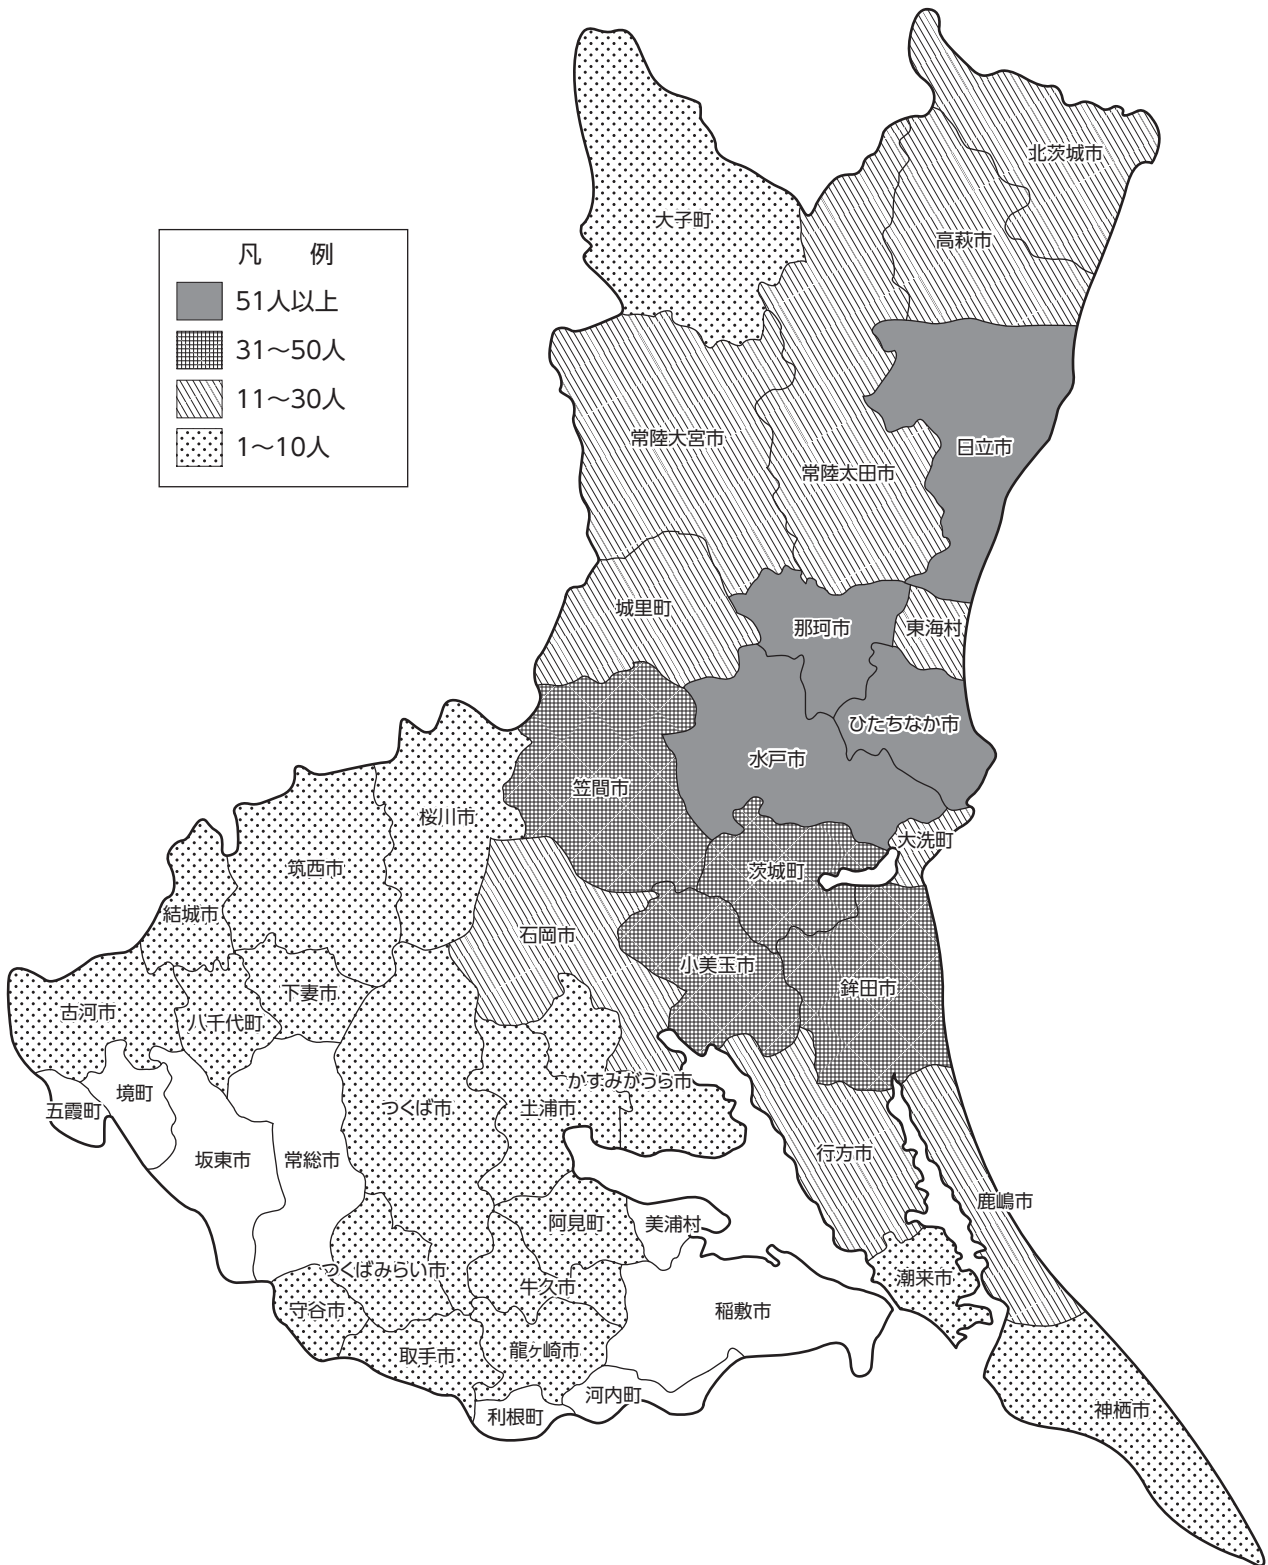 北茨城市
大子町
高萩市
凡　例
51人以上
31～50人
11～30人
1～10人
常陸大宮市
日立市
常陸太田市
城里町
那珂市
東海村
ひたちなか市
水戸市
笠間市
桜川市
大洗町
筑西市
茨城町
結城市
石岡市
小美玉市
鉾田市
下妻市
古河市
八千代町
かすみがうら市
境町
五霞町
つくば市
土浦市
坂東市
常総市
行方市
鹿嶋市
阿見町
美浦村
つくばみらい市
潮来市
牛久市
守谷市
稲敷市
龍ヶ崎市
取手市
河内町
神栖市
利根町